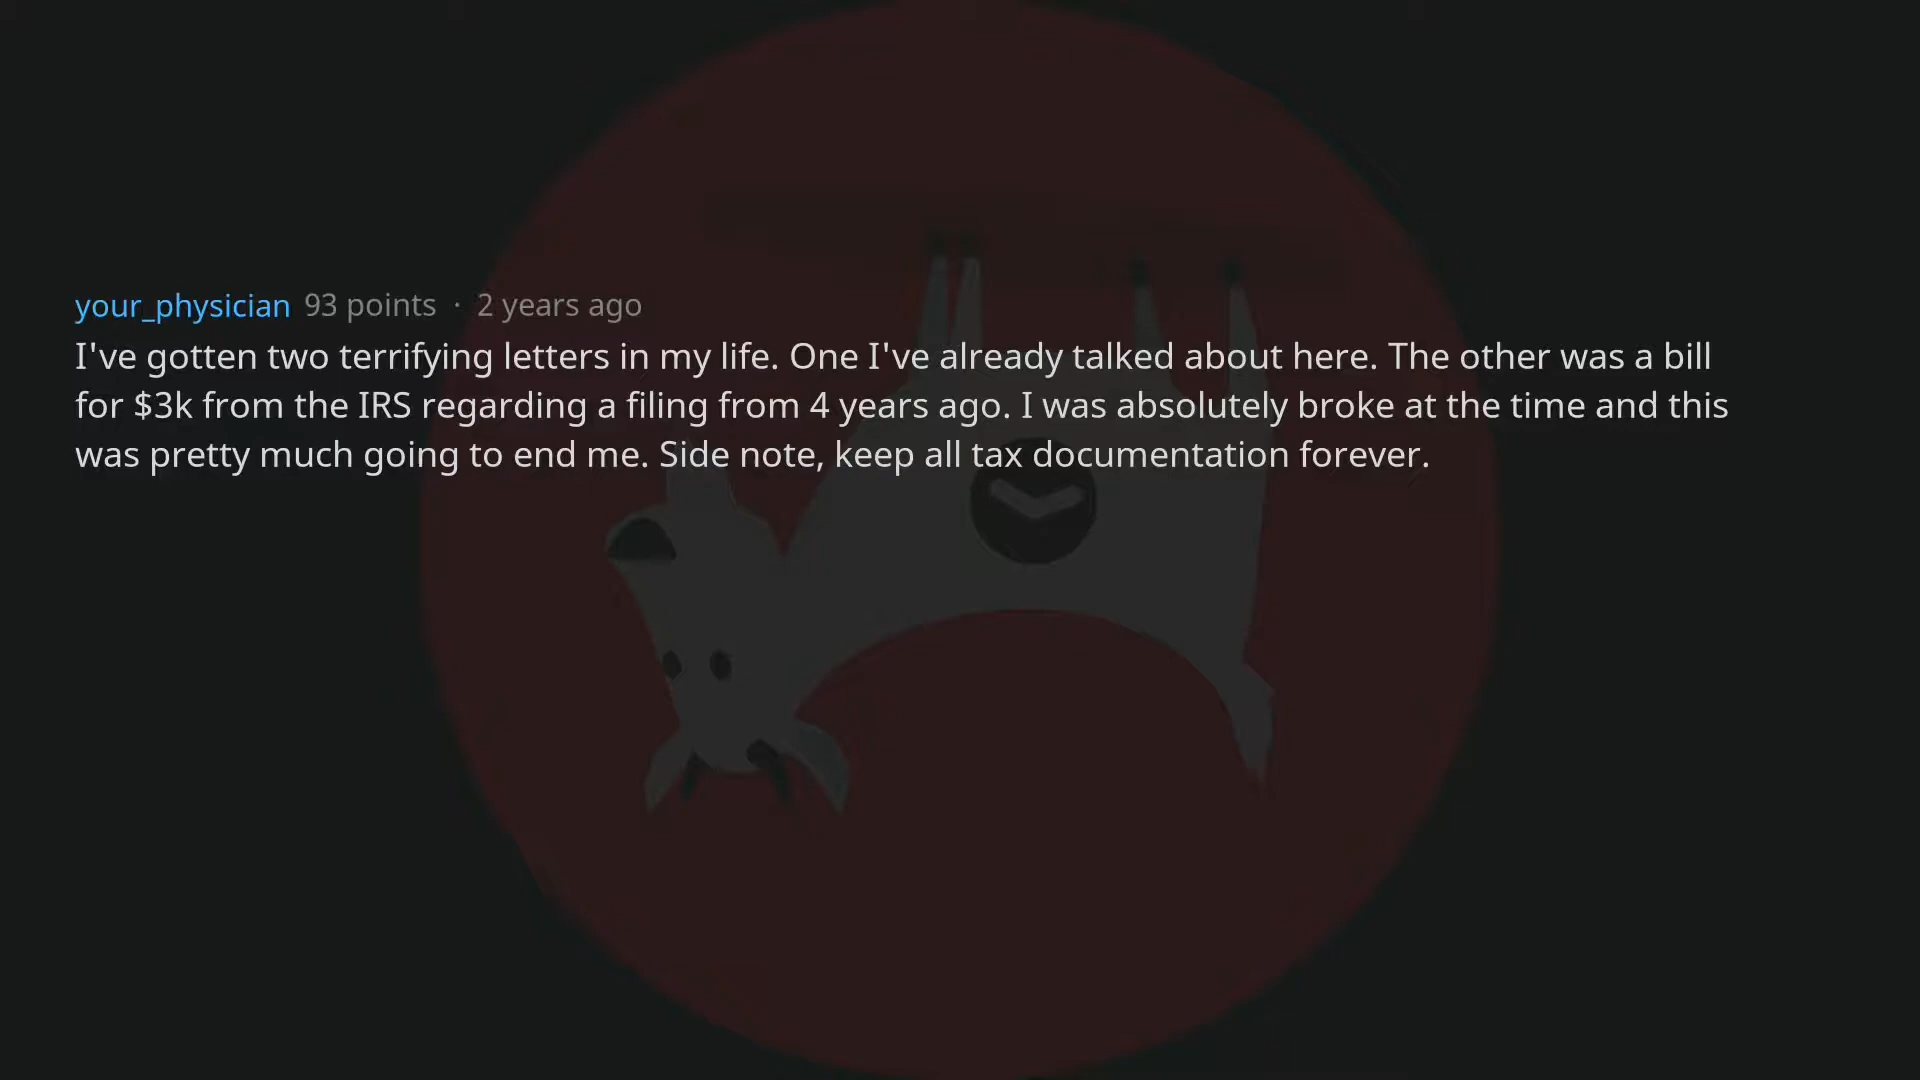 your_physician 93 points · 2 years ago
I've gotten two terrifying letters in my life. One I've already talked about here. The other was a bill
for $3k from the IRS regarding a filing from 4 years ago. I was absolutely broke at the time and this
was pretty much going to end me. Side note, keep all tax documentation forever.